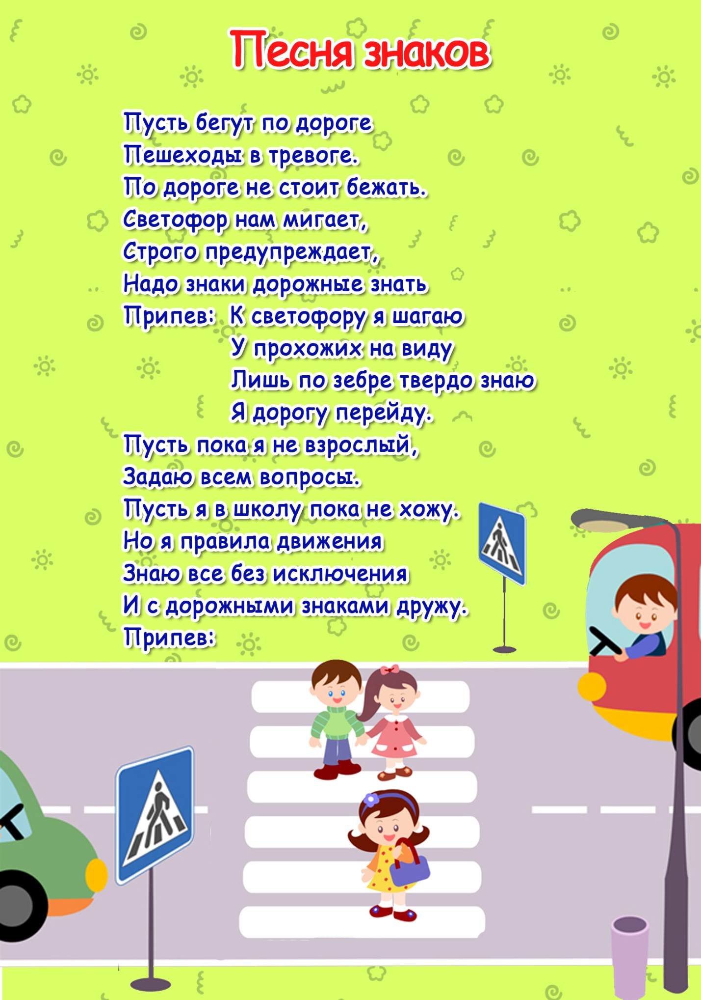 Песня знаков
Пусть бегут по дороге
Пешеходы в тревоге.
По дороге не стоит бежать.
Светофор нам мигает,
Строго предупреждает,
Надо знаки дорожные знать
Припев: К светофору я шагаю
У прохожих на виду
Лишь по зебре твердо знаю
Я дорогу перейду.
Пусть пока я не взрослый,
Задаю всем вопросы.
Пусть я в школу пока не хожу.
Но я правила движения
Знаю все без исключения
И с дорожными знаками дружу.
Припев: